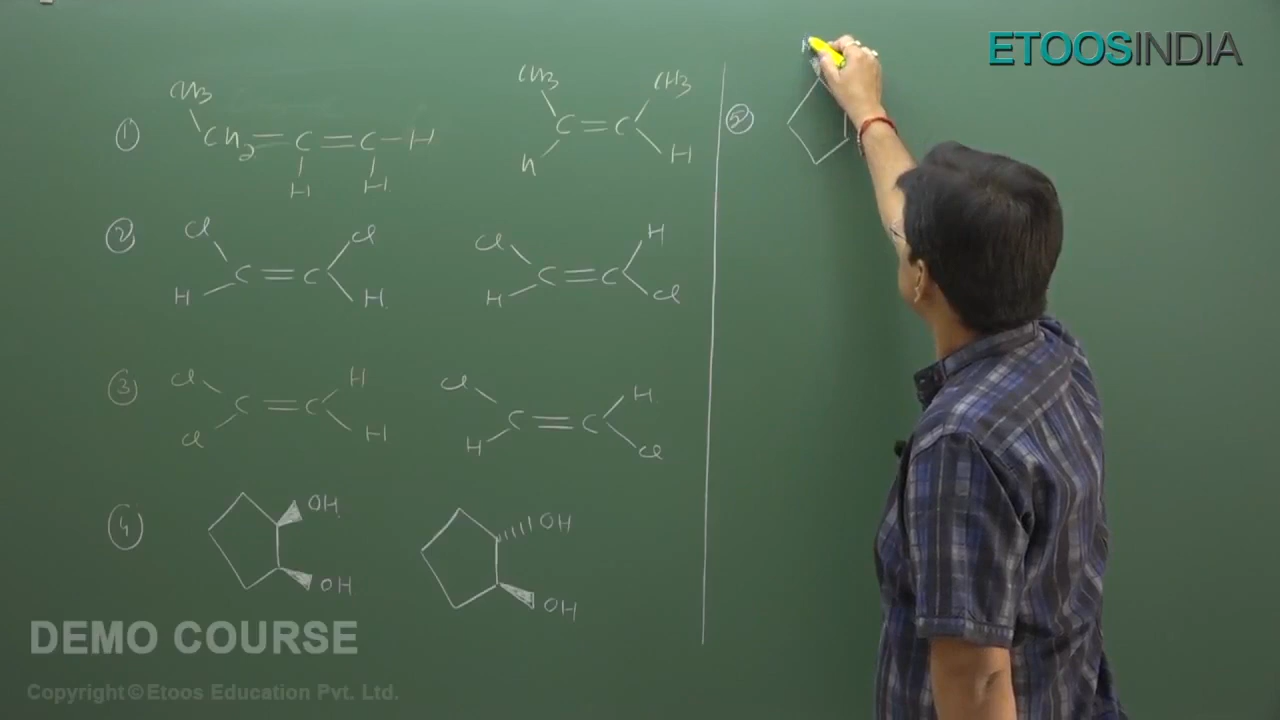 ETOOSINDIA
CH3
① CH2=C=C-H
H H
CH3 CH3
C=C
H H
② Cl Cl
C=C
H H
Cl H
C=C
H Cl
③ Cl H
C=C
Cl H
Cl H
C=C
H Cl
④ OH
OH
OH
OH
⑤
DEMO COURSE
Copyright©Etoos Education Pvt. Ltd.